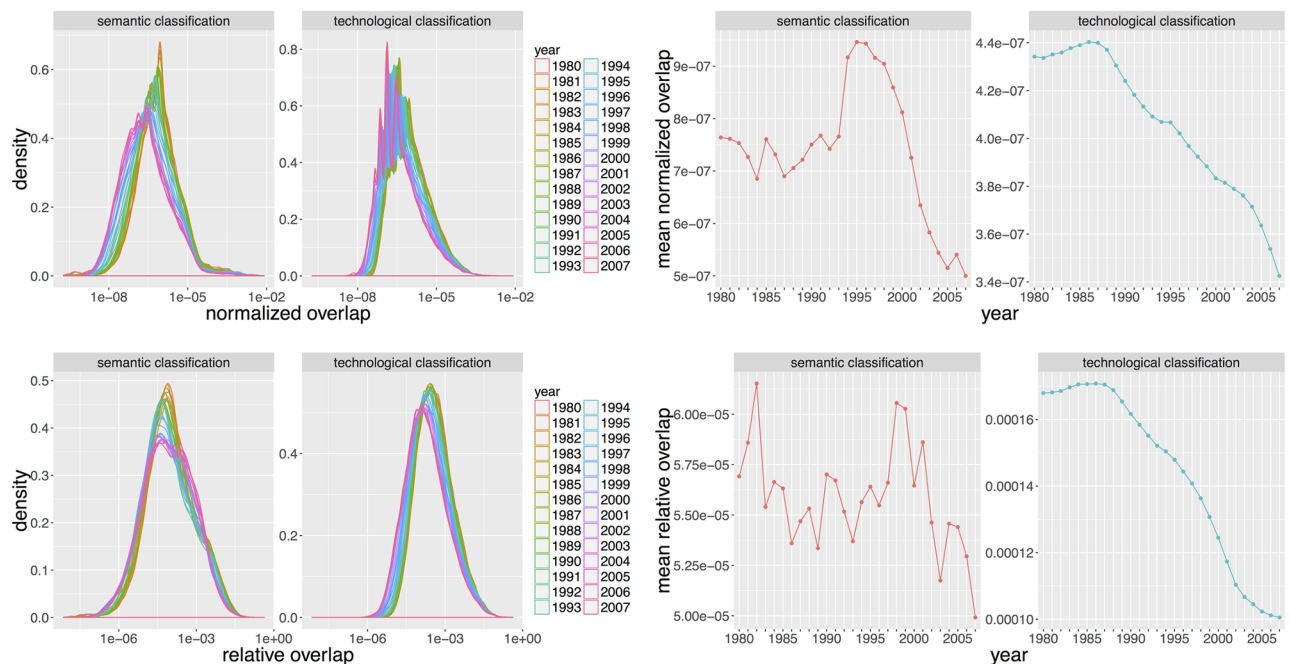 semantic classification technological classification
0.6
0.4
0.2
0.0
density
0.8
0.6
0.4
0.2
0.0
1e−08 1e−05 1e−02 1e−08 1e−05 1e−02
normalized overlap
year
1980 1994
1981 1995
1982 1996
1983 1997
1984 1998
1985 1999
1986 2000
1987 2001
1988 2002
1989 2003
1990 2004
1991 2005
1992 2006
1993 2007
semantic classification technological classification
mean normalized overlap
9e−07
8e−07
7e−07
6e−07
5e−07
4.4e−07
4.2e−07
4.0e−07
3.8e−07
3.6e−07
3.4e−07
1980 1985 1990 1995 2000 2005 1980 1985 1990 1995 2000 2005
year
semantic classification technological classification
density
0.5
0.4
0.3
0.2
0.1
0.0
0.4
0.2
0.0
1e−06 1e−03 1e+00 1e−06 1e−03 1e+00
relative overlap
year
1980 1994
1981 1995
1982 1996
1983 1997
1984 1998
1985 1999
1986 2000
1987 2001
1988 2002
1989 2003
1990 2004
1991 2005
1992 2006
1993 2007
semantic classification technological classification
mean relative overlap
6.00e−05
5.75e−05
5.50e−05
5.25e−05
5.00e−05
0.00016
0.00014
0.00012
0.00010
1980 1985 1990 1995 2000 2005 1980 1985 1990 1995 2000 2005
year